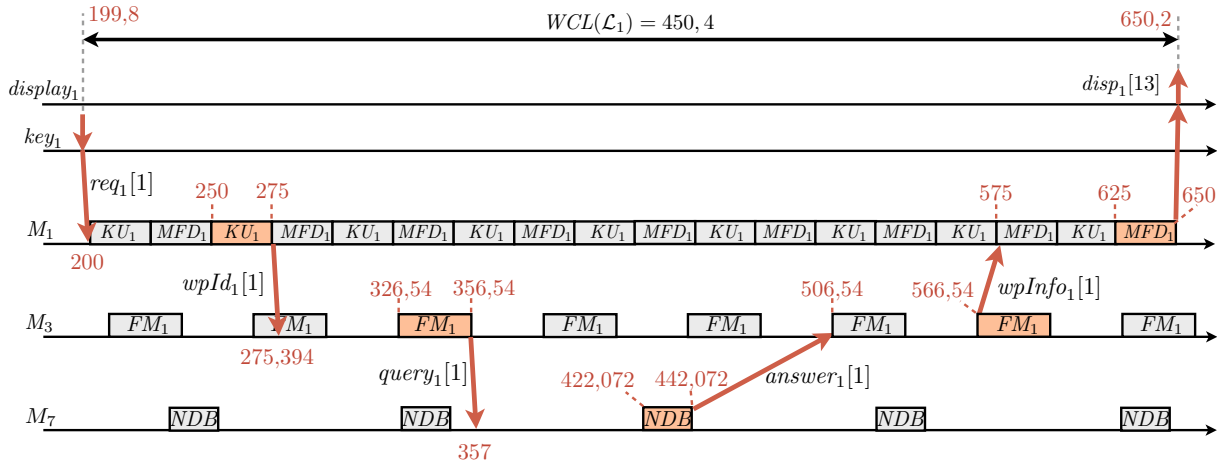 199,8
WCL(ℒ₁) = 450,4
650,2
display₁
disp₁[13]
key₁
req₁[1]
250
275
575
625
650
M₁
KU₁ MFD₁ KU₁ MFD₁ KU₁ MFD₁ KU₁ MFD₁ KU₁ MFD₁ KU₁ MFD₁ KU₁ MFD₁ KU₁ MFD₁ KU₁ MFD₁
200
wpId₁[1]
326,54
356,54
506,54
566,54
wpInfo₁[1]
M₃
FM₁ FM₁ FM₁ FM₁ FM₁ FM₁ FM₁ FM₁
275,394
query₁[1]
422,072
442,072
answer₁[1]
M₇
NDB NDB NDB NDB NDB
357